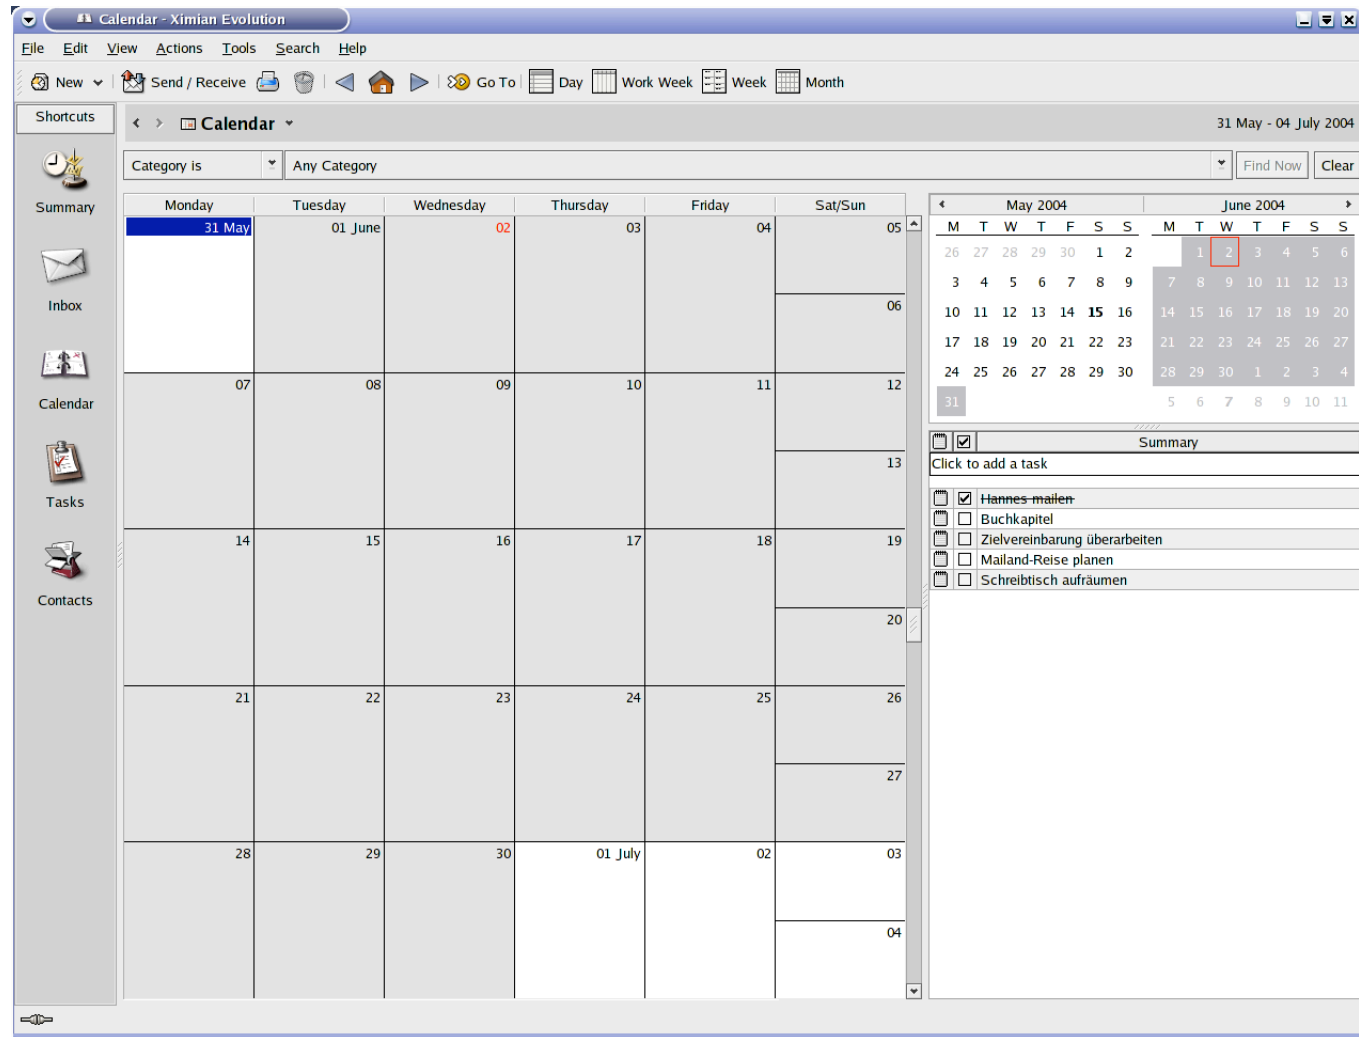 Calendar - Ximian Evolution
File Edit View Actions Tools Search Help
New Send / Receive Go To Day Work Week Week Month
Shortcuts
Calendar
31 May - 04 July 2004
Category is Any Category Find Now Clear
Summary
Inbox
Calendar
Tasks
Contacts
Monday Tuesday Wednesday Thursday Friday Sat/Sun
31 May 01 June 02 03 04 05
06
07 08 09 10 11 12
13
14 15 16 17 18 19
20
21 22 23 24 25 26
27
28 29 30 01 July 02 03
04
May 2004
M T W T F S S
26 27 28 29 30 1 2
3 4 5 6 7 8 9
10 11 12 13 14 15 16
17 18 19 20 21 22 23
24 25 26 27 28 29 30
31
June 2004
M T W T F S S
1 2 3 4 5 6
7 8 9 10 11 12 13
14 15 16 17 18 19 20
21 22 23 24 25 26 27
28 29 30 1 2 3 4
5 6 7 8 9 10 11
Summary
Click to add a task
Hannes mailen
Buchkapitel
Zielvereinbarung überarbeiten
Mailand-Reise planen
Schreibtisch aufräumen